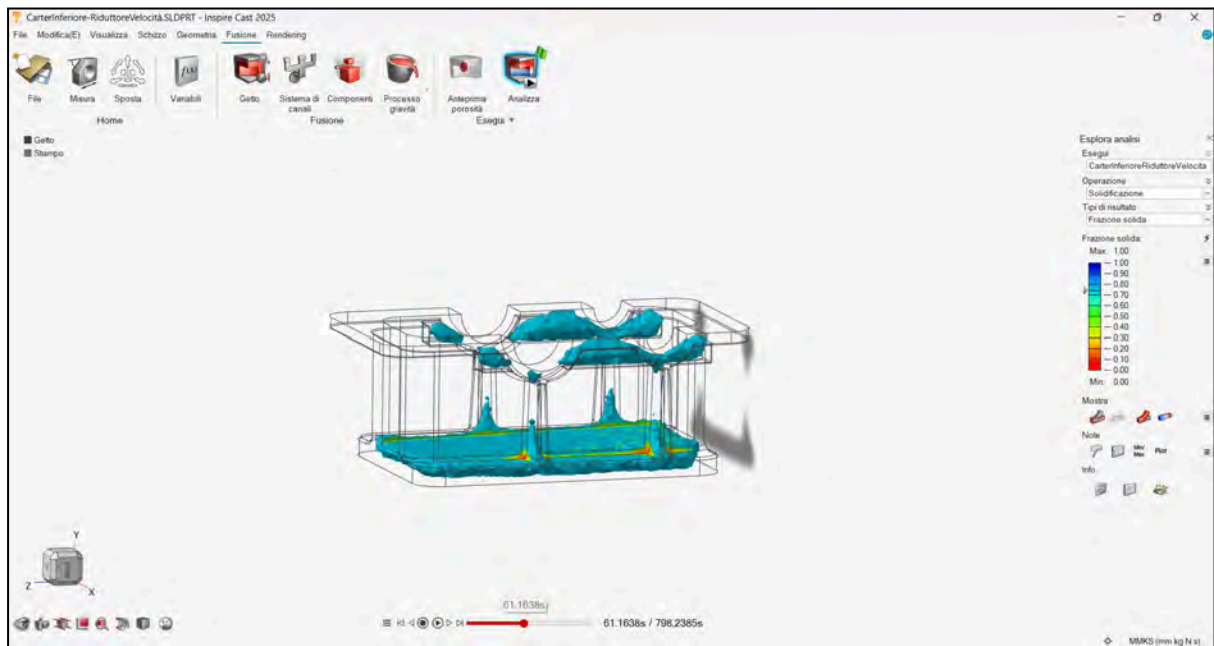 CarterInferiore-RiduttoreVelocità.SLDPRT - Inspire Cast 2025
File Modifica(E) Visualizza Schizzo Geometria Fusione Rendering
f(x)
File Misura Sposta Variabili Getto Sistema di canali Componenti Processo gravità Anteprima porosità Analizza
Home Fusione Esegui
Getto
Stampo
Esplora analisi
Esegui
CarterInferioreRiduttoreVelocita
Operazione
Solidificazione
Tipi di risultato
Frazione solida
Frazione solida:
Max: 1.00
1.00
0.90
0.80
0.70
0.60
0.50
0.40
0.30
0.20
0.10
0.00
Min: 0.00
Mostra
Note
Min/
Max Plot
Info
Y
Z
X
61.1638s
61.1638s / 798.2385s
MMKS (mm kg N s)